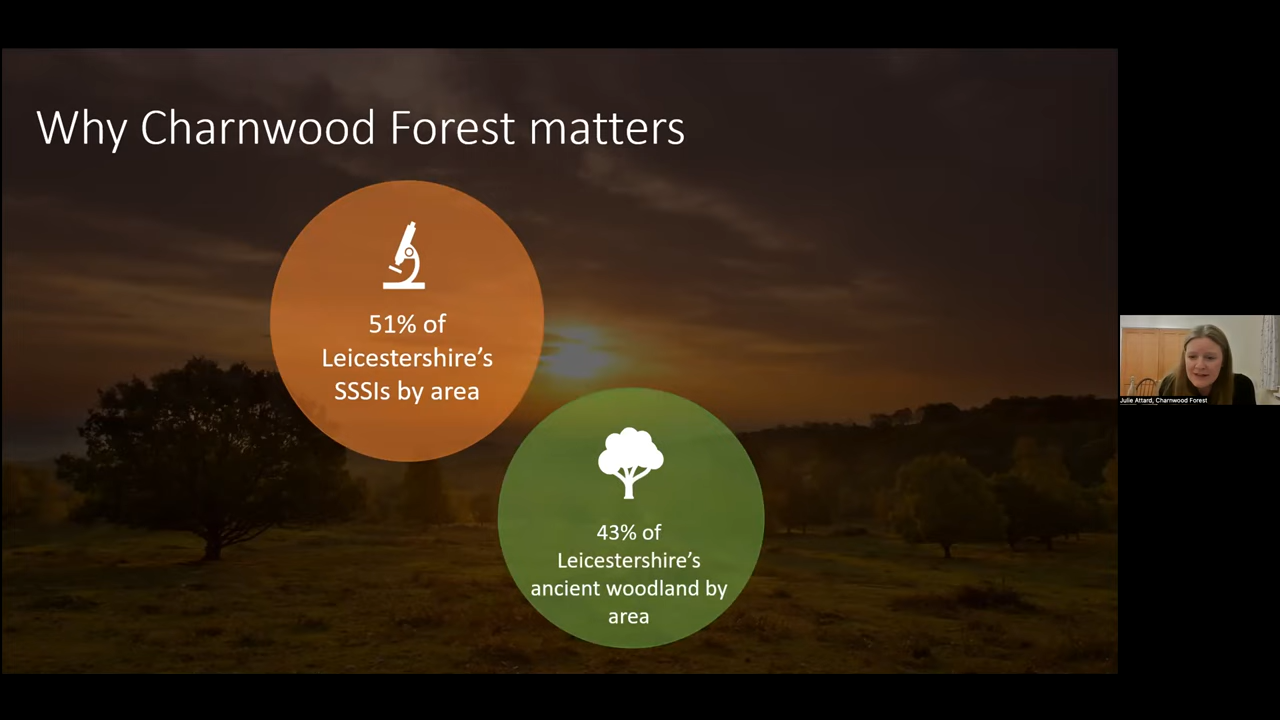 Why Charnwood Forest matters
51% of
Leicestershire’s
SSSIs by area
43% of
Leicestershire’s
ancient woodland by
area
Julie Attard, Charnwood Forest